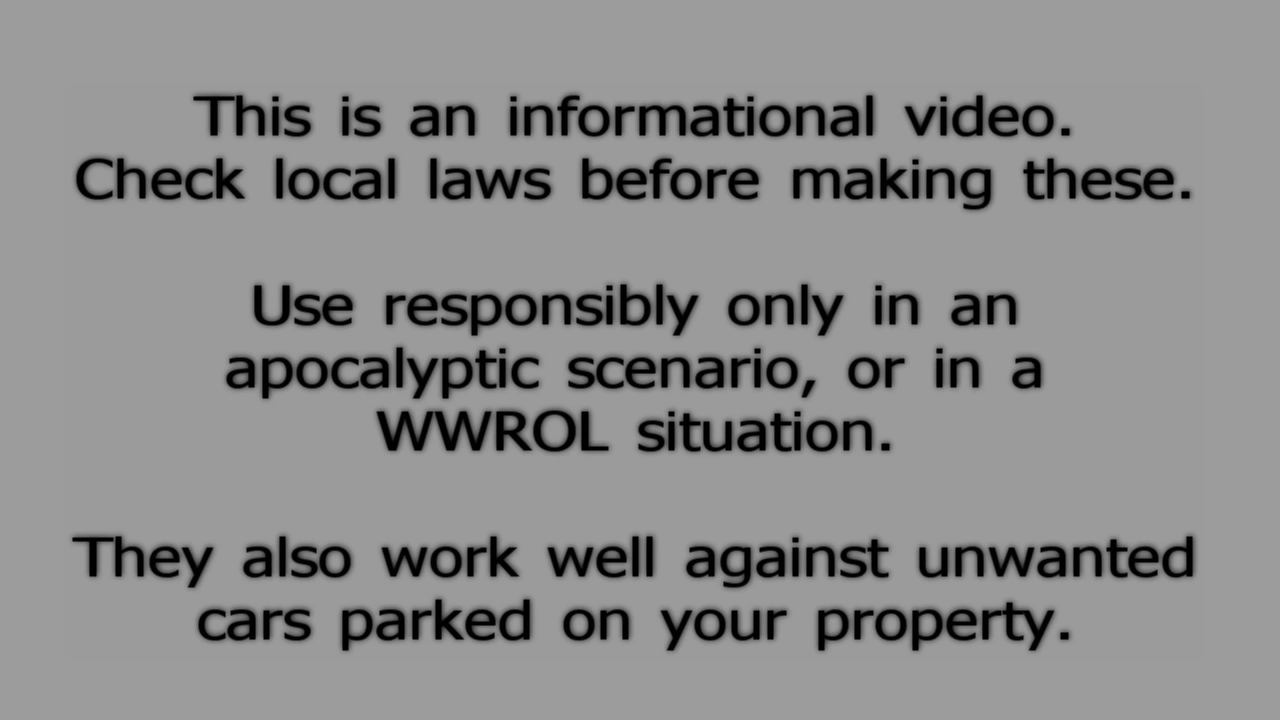 This is an informational video.
Check local laws before making these.
Use responsibly only in an
apocalyptic scenario, or in a
WWROL situation.
They also work well against unwanted
cars parked on your property.